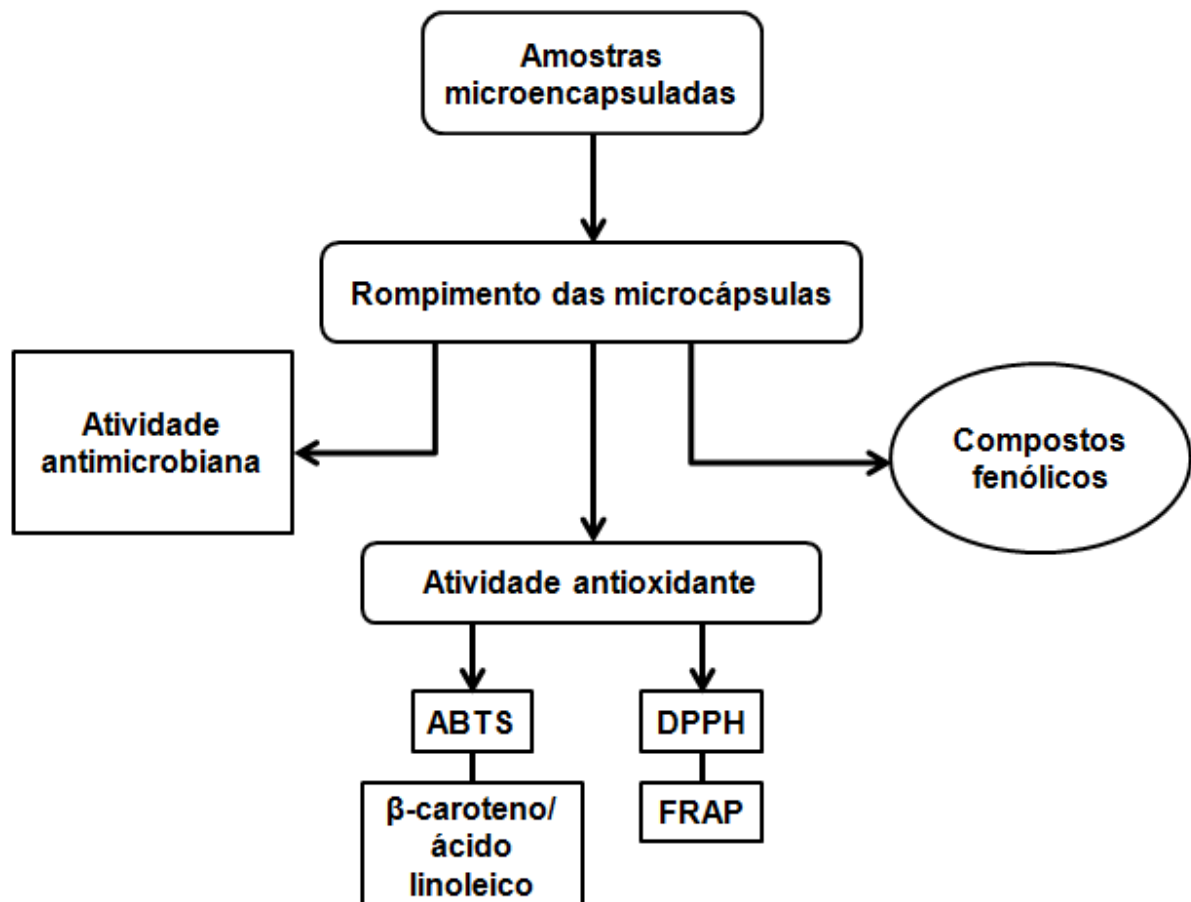 Amostras
microencapsuladas
Rompimento das microcápsulas
Atividade
antimicrobiana
Compostos
fenólicos
Atividade antioxidante
ABTS
DPPH
β-caroteno/
ácido
linoleico
FRAP